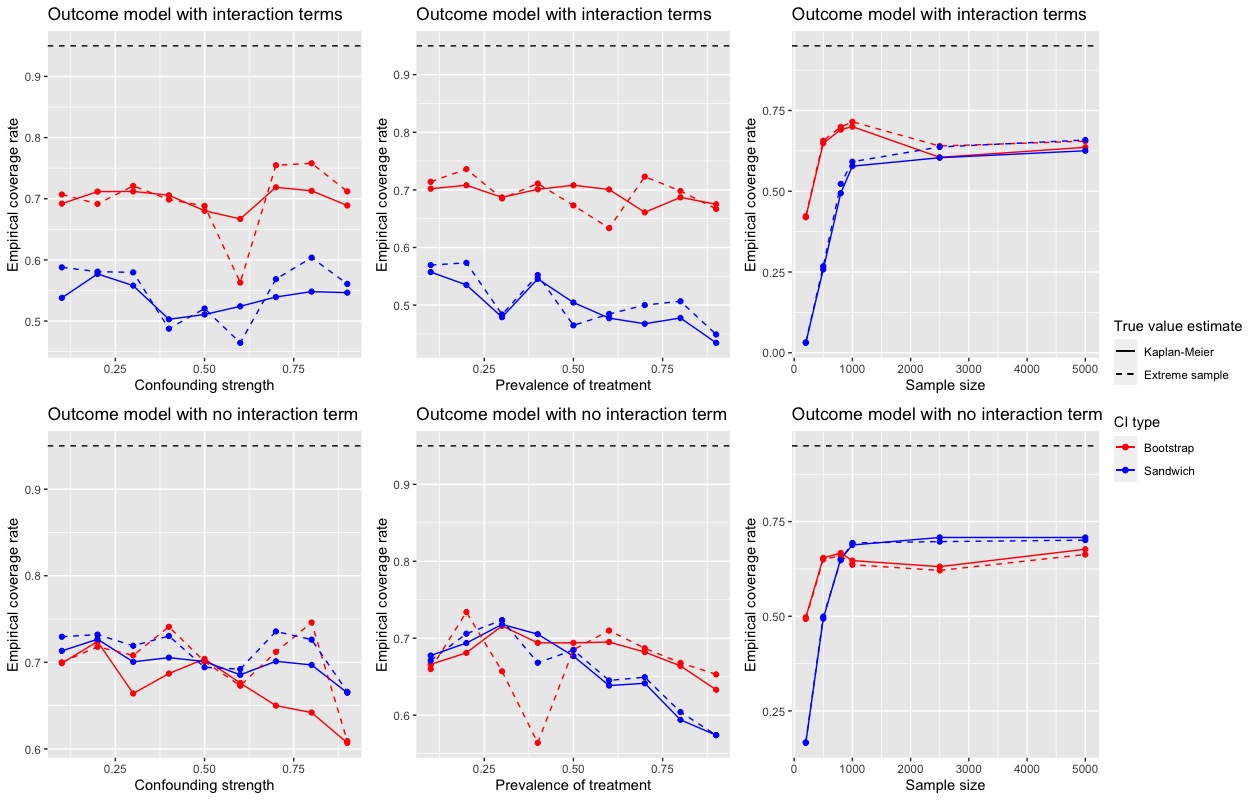 Outcome model with interaction terms
Empirical coverage rate
0.9
0.8
0.7
0.6
0.5
0.25 0.50 0.75
Confounding strength
Outcome model with interaction terms
Empirical coverage rate
0.9
0.8
0.7
0.6
0.5
0.25 0.50 0.75
Prevalence of treatment
Outcome model with interaction terms
Empirical coverage rate
0.75
0.50
0.25
0.00
0 1000 2000 3000 4000 5000
Sample size
Outcome model with no interaction term
Empirical coverage rate
0.9
0.8
0.7
0.6
0.25 0.50 0.75
Confounding strength
Outcome model with no interaction term
Empirical coverage rate
0.9
0.8
0.7
0.6
0.25 0.50 0.75
Prevalence of treatment
Outcome model with no interaction term
Empirical coverage rate
0.75
0.50
0.25
0 1000 2000 3000 4000 5000
Sample size
True value estimate
Kaplan-Meier
Extreme sample
CI type
Bootstrap
Sandwich